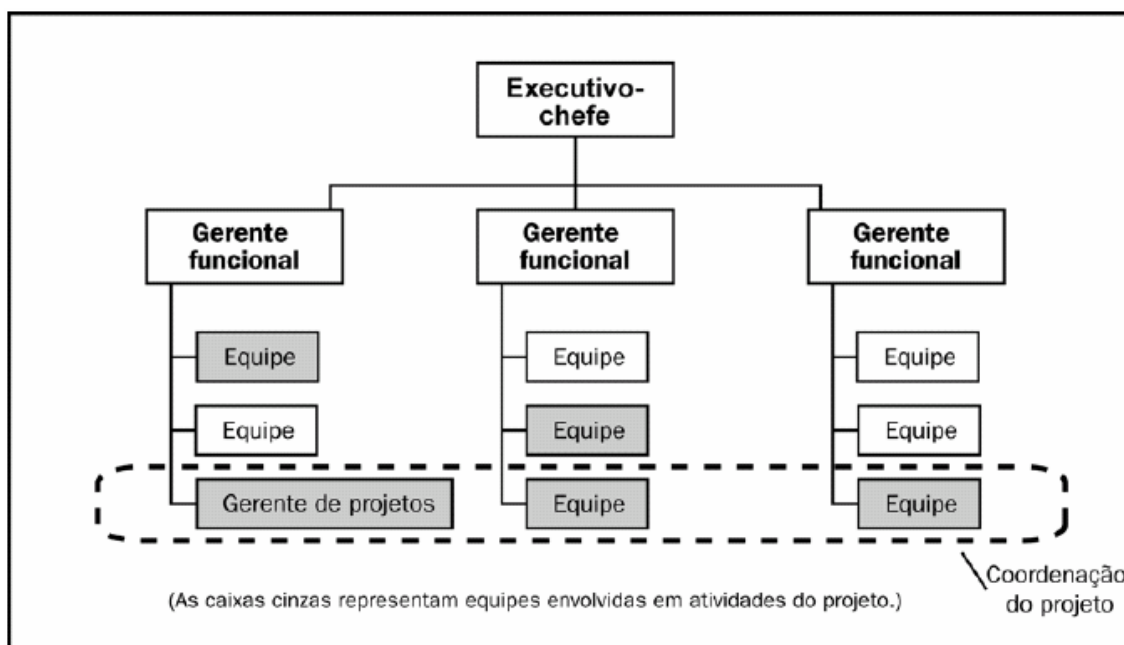 Executivo-
chefe
Gerente
funcional
Gerente
funcional
Gerente
funcional
Equipe
Equipe
Equipe
Equipe
Equipe
Equipe
Gerente de projetos
Equipe
Equipe
Coordenação
do projeto
(As caixas cinzas representam equipes envolvidas em atividades do projeto.)